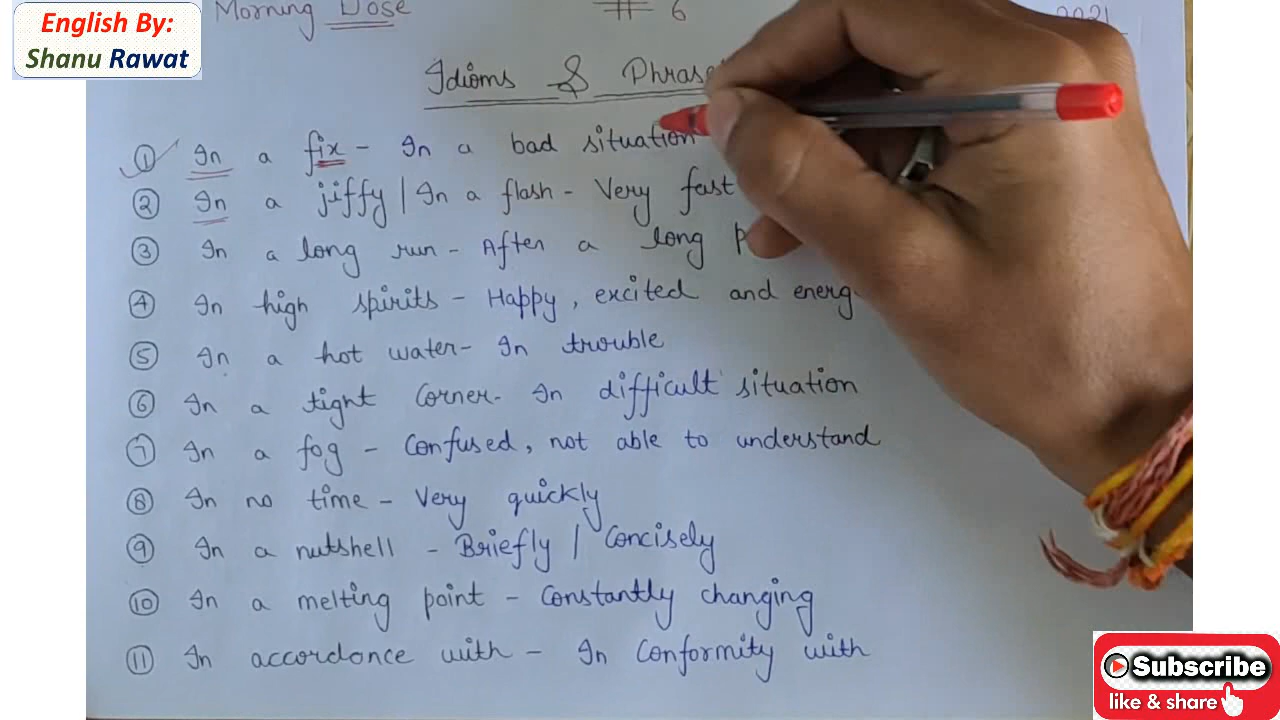 English By:
Shanu Rawat
Morning Dose # 6 2021
Idioms & Phrases
① In a fix - In a bad situation
② In a jiffy / In a flash - Very fast
③ In a long run - After a long
④ In high spirits - Happy, excited and energ
⑤ In a hot water - In trouble
⑥ In a tight corner - In difficult situation
⑦ In a fog - Confused, not able to understand
⑧ In no time - Very quickly
⑨ In a nutshell - Briefly / Concisely
⑩ In a melting point - Constantly changing
⑪ In accordonce with - In conformity with
Subscribe
like & share